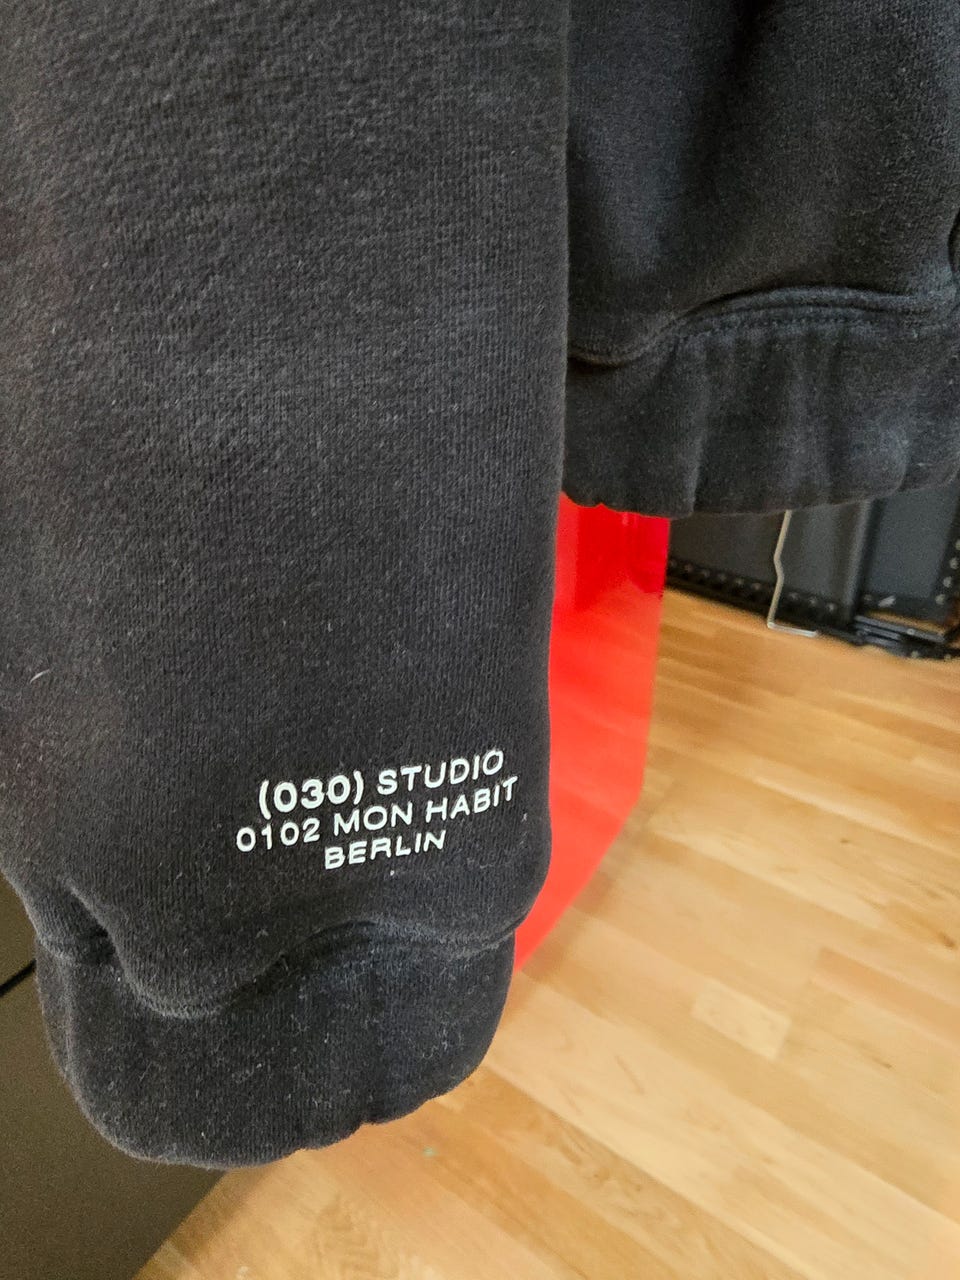 (030) STUDIO
0102 MON HABIT
BERLIN